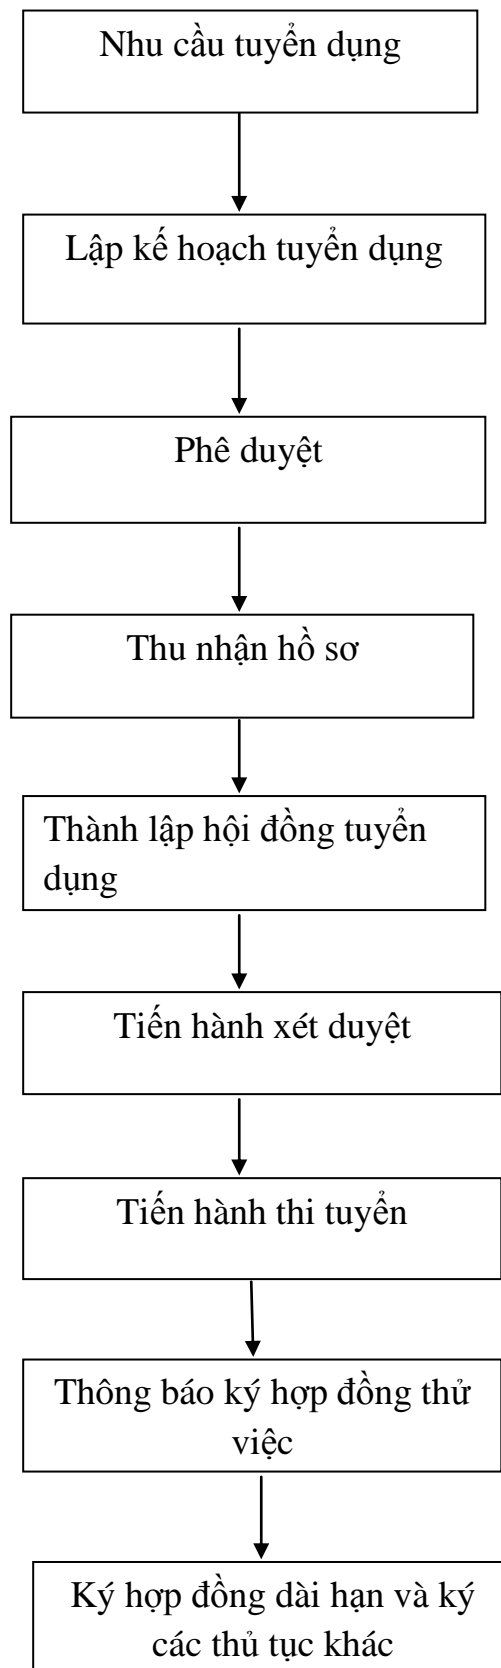 Nhu cầu tuyển dụng
Lập kế hoạch tuyển dụng
Phê duyệt
Thu nhận hồ sơ
Thành lập hội đồng tuyển
dụng
Tiến hành xét duyệt
Tiến hành thi tuyển
Thông báo ký hợp đồng thử
việc
Ký hợp đồng dài hạn và ký
các thủ tục khác